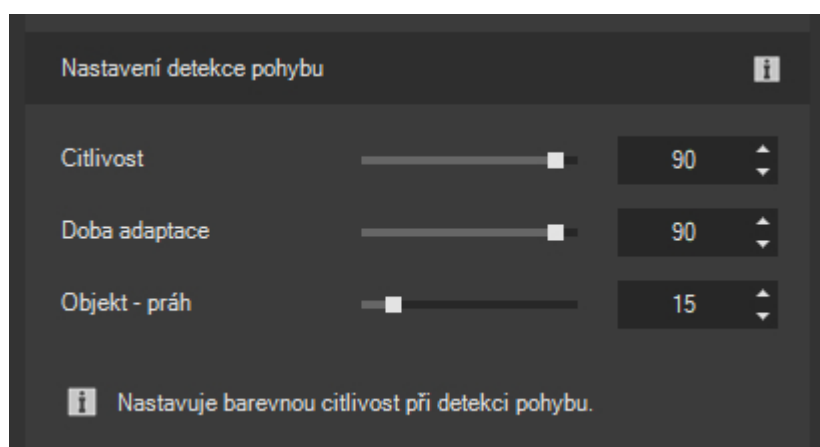 Nastavení detekce pohybu
Citlivost 90
Doba adaptace 90
Objekt - práh 15
Nastavuje barevnou citlivost při detekci pohybu.